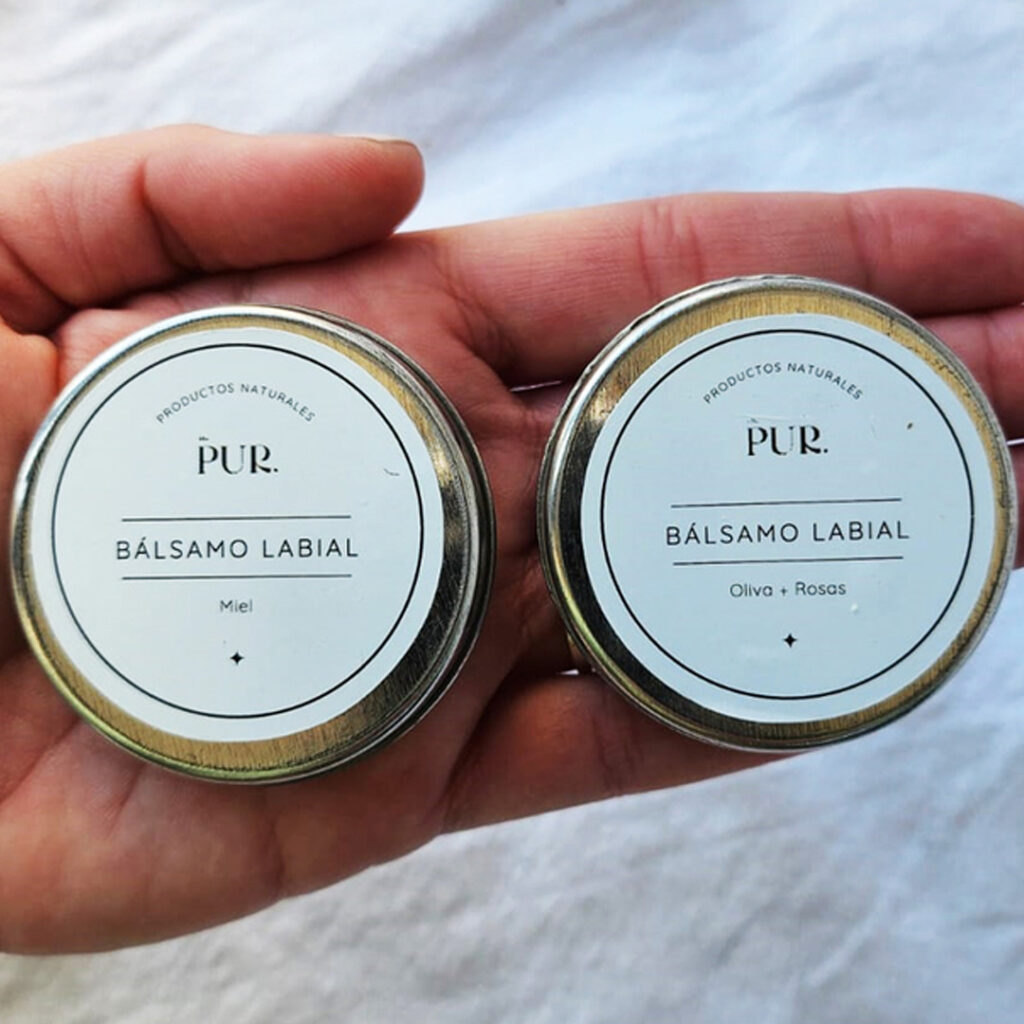 PRODUCTOS NATURALES
PUR.
BÁLSAMO LABIAL
Miel
PRODUCTOS NATURALES
PUR.
BÁLSAMO LABIAL
Oliva + Rosas